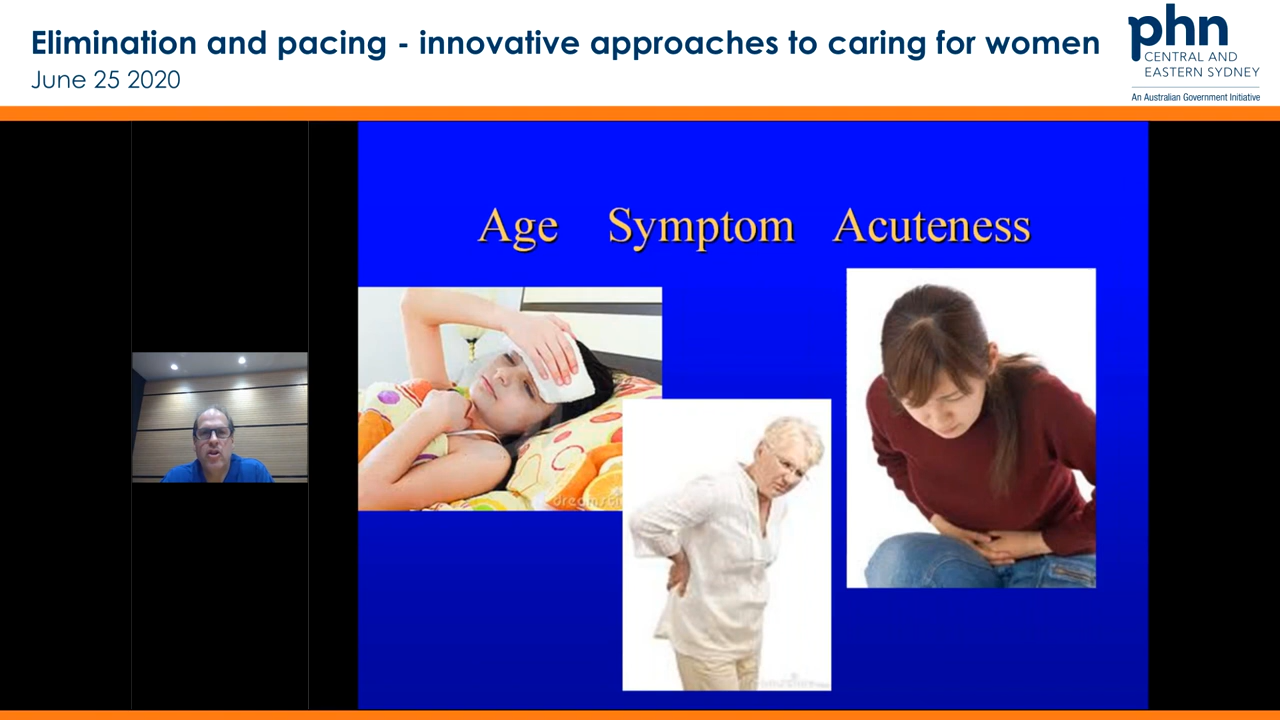 Elimination and pacing - innovative approaches to caring for women
June 25 2020
phn
CENTRAL AND
EASTERN SYDNEY
An Australian Government Initiative
Age Symptom Acuteness